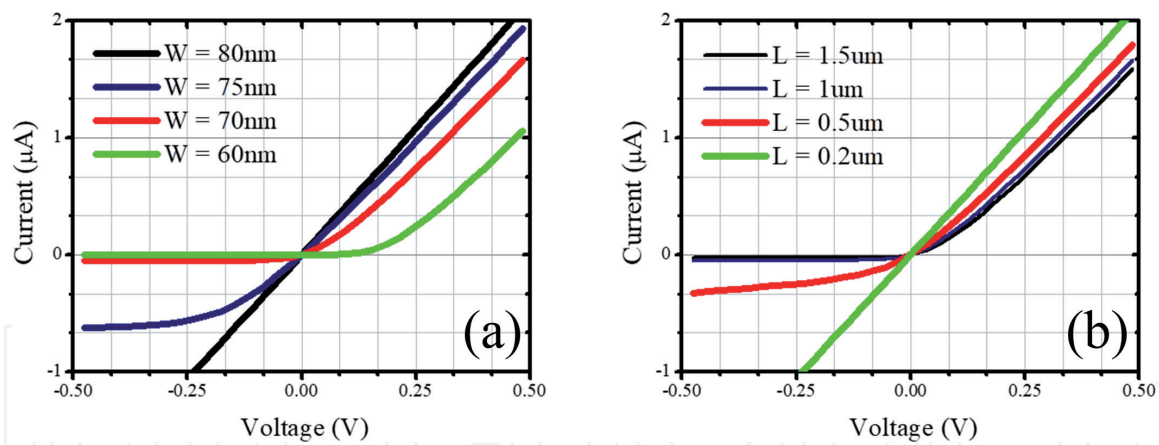 2
1
0
-1
-0.50
-0.25
0.00
0.25
0.50
Current (μA)
Voltage (V)
W = 80nm
W = 75nm
W = 70nm
W = 60nm
(a)
2
1
0
-1
-0.50
-0.25
0.00
0.25
0.50
Current (μA)
Voltage (V)
L = 1.5um
L = 1um
L = 0.5um
L = 0.2um
(b)